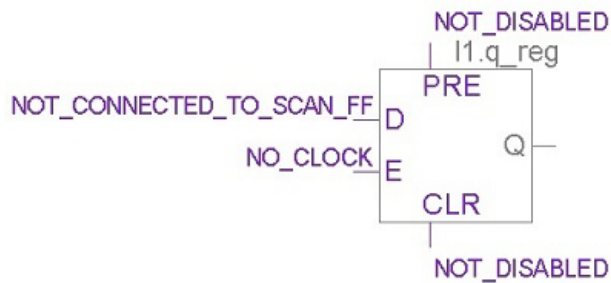 NOT_DISABLED
I1.q_reg
PRE
NOT_CONNECTED_TO_SCAN_FF D
Q
NO_CLOCK E
CLR
NOT_DISABLED